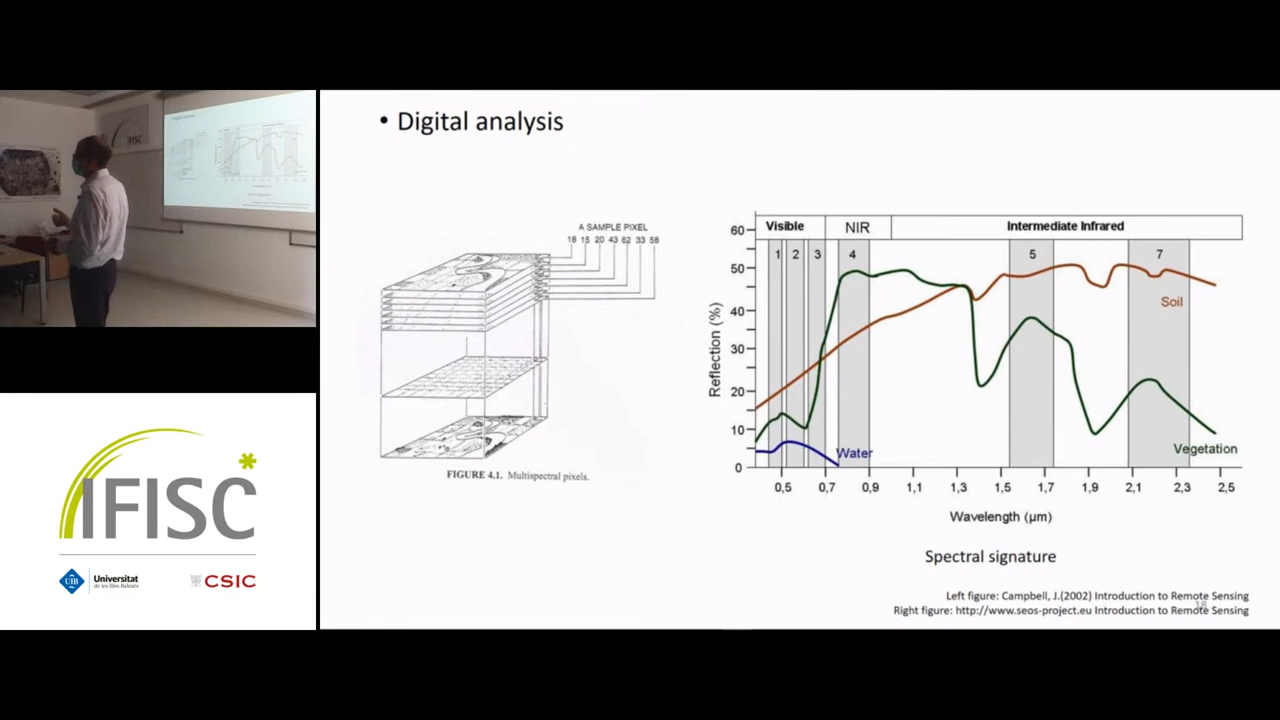 • Digital analysis
A SAMPLE PIXEL
18 15 20 43 62 33 58
FIGURE 4.1. Multispectral pixels.
Visible NIR Intermediate Infrared
1 2 3 4 5 7
60
50
40
30
20
10
0
Reflection (%)
Soil
Water
Vegetation
0,5 0,7 0,9 1,1 1,3 1,5 1,7 1,9 2,1 2,3 2,5
Wavelength (µm)
Spectral signature
Left figure: Campbell, J.(2002) Introduction to Remote Sensing
Right figure: http://www.seos-project.eu Introduction to Remote Sensing
IFISC
IFISC
UIB
Universitat
de les Illes Balears
CSIC